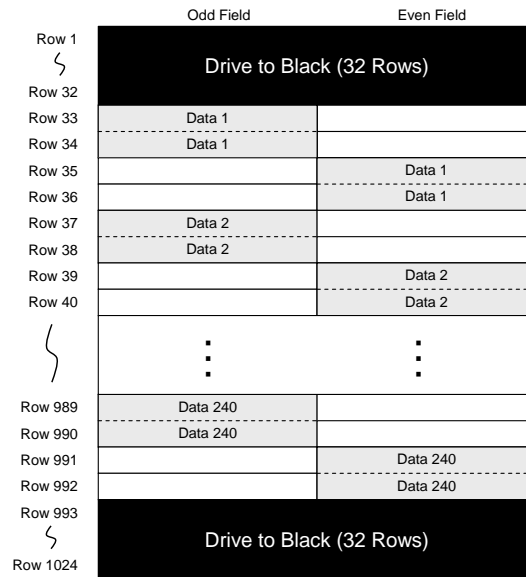 Odd Field Even Field
Row 1
Drive to Black (32 Rows)
Row 32
Row 33 Data 1
Row 34 Data 1
Row 35 Data 1
Row 36 Data 1
Row 37 Data 2
Row 38 Data 2
Row 39 Data 2
Row 40 Data 2
Row 989 Data 240
Row 990 Data 240
Row 991 Data 240
Row 992 Data 240
Row 993
Drive to Black (32 Rows)
Row 1024